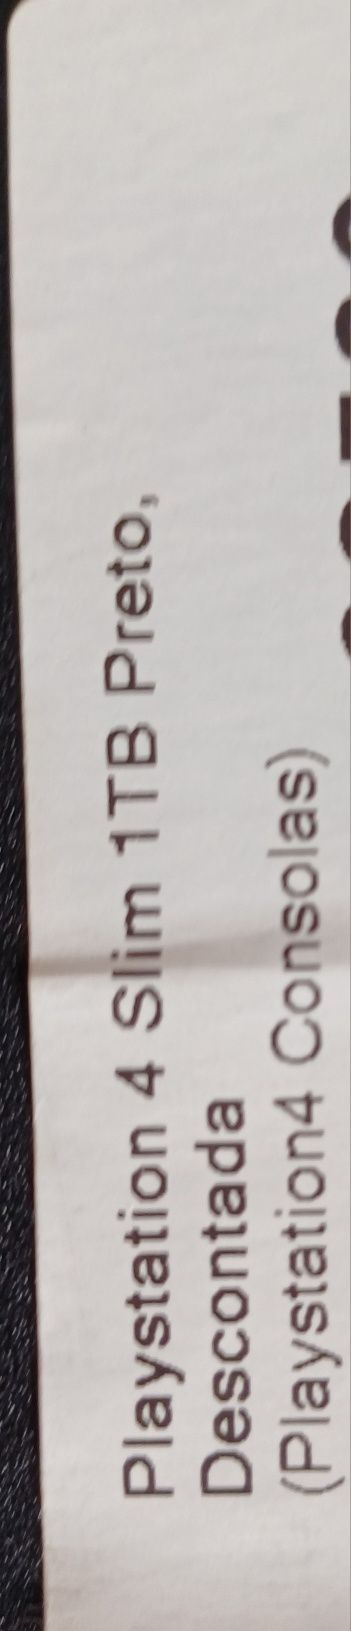 Playstation 4 Slim 1TB Preto,
Descontada
(Playstation4 Consolas)